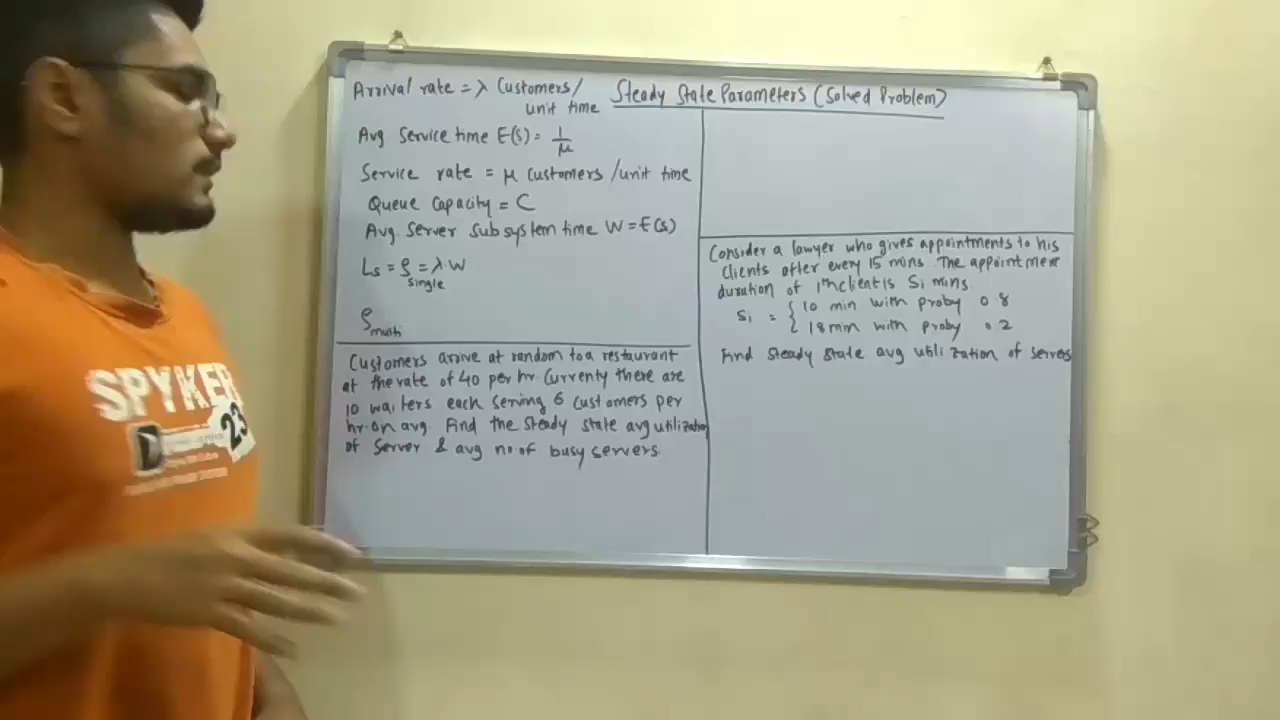 Steady State Parameters (Solved Problem)
Arrival rate = λ Customers/
unit time
Avg Service time E(s) = 1/μ
Service rate = μ customers/unit time
Queue Capacity = C
Avg. Server Subsystem time W = E(s)
Ls = ρ = λ W
single
ρ multi
Customers arrive at random to a restaurant
at the rate of 40 per hr. Currenty there are
10 waiters each serving 6 customers per
hr. on avg. Find the Steady state avg utilization
of Server & avg no of busy servers
Consider a lawyer who gives appointments to his
clients after every 15 mins The appointment
duration of ith client is Si mins
Si = { 10 min with proby 0.8
18 min with proby 0.2
Find Steady state avg utilization of servers
SPYKER
23